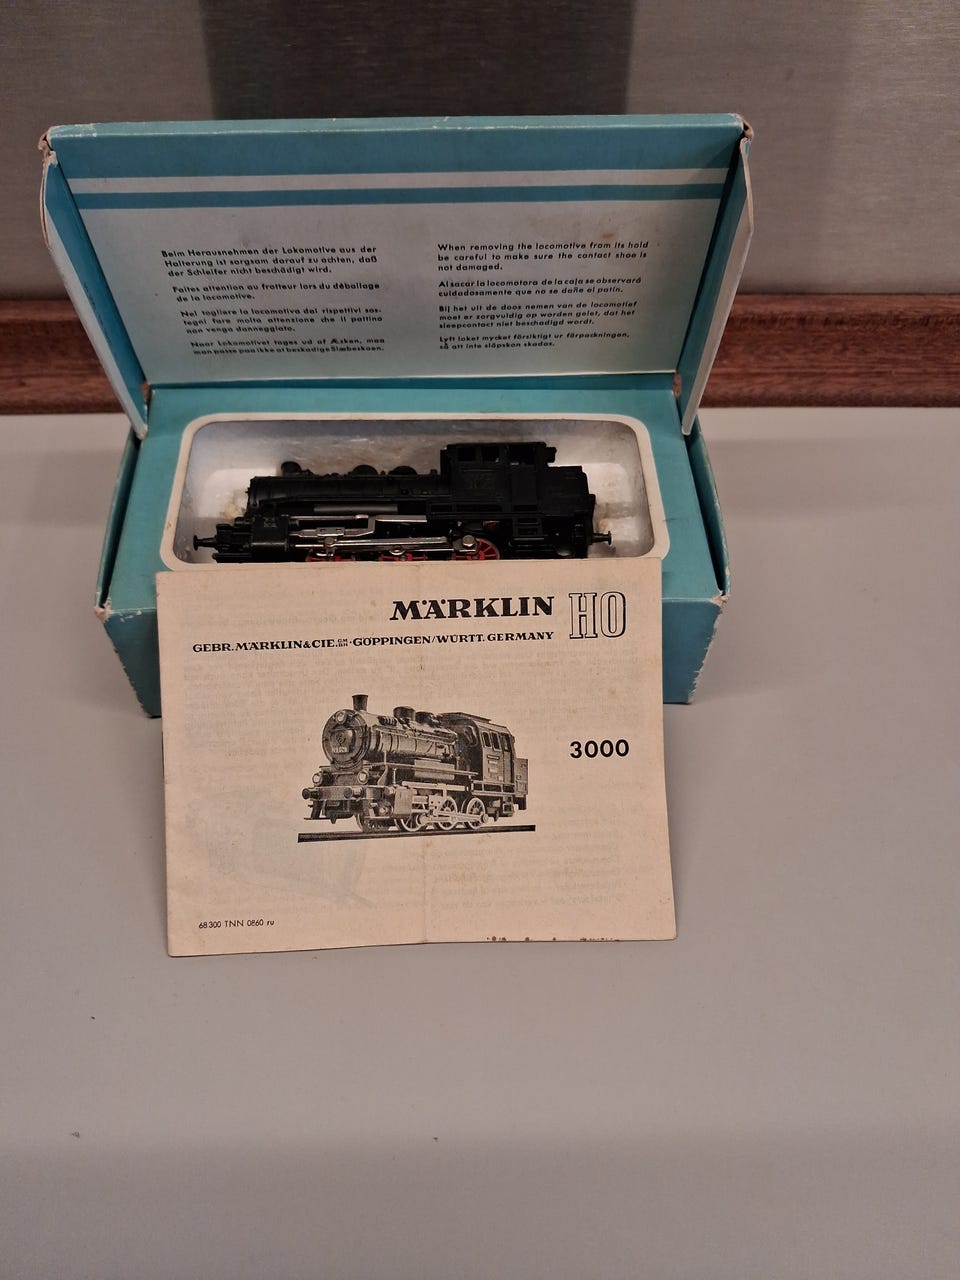 Beim Herausnehmen der Lokomotive aus der
Halterung ist sorgsam darauf zu achten, daß
der Schleifer nicht beschädigt wird.
Faites attention au frotteur lors du déballage
de la locomotive.
Nel togliere la locomotiva dal rispettivi sos-
tegni fare molta attenzione che il pattino
non venga danneggiato.
Naar Lokomotivet tages ud af Æsken, maa
man passe paa ikke at beskadige Slæbeskoen.
When removing the locomotive from its hold
be careful to make sure the contact shoe is
not damaged.
Al sacar la locomotora de la caja se observará
cuidadosamente que no se dañe el patín.
Bij het uit de doos nemen van de locomotief
moet er zorgvuldig op worden gelet, dat het
sleepcontact niet beschadigd wordt.
Lyft loket mycket försiktigt ur förpackningen,
så att inte släpskon skadas.
MÄRKLIN HO
GEBR. MÄRKLIN & CIE. GMBH · GÖPPINGEN/WÜRTT. GERMANY
3000
68 300 TNN 0860 ru